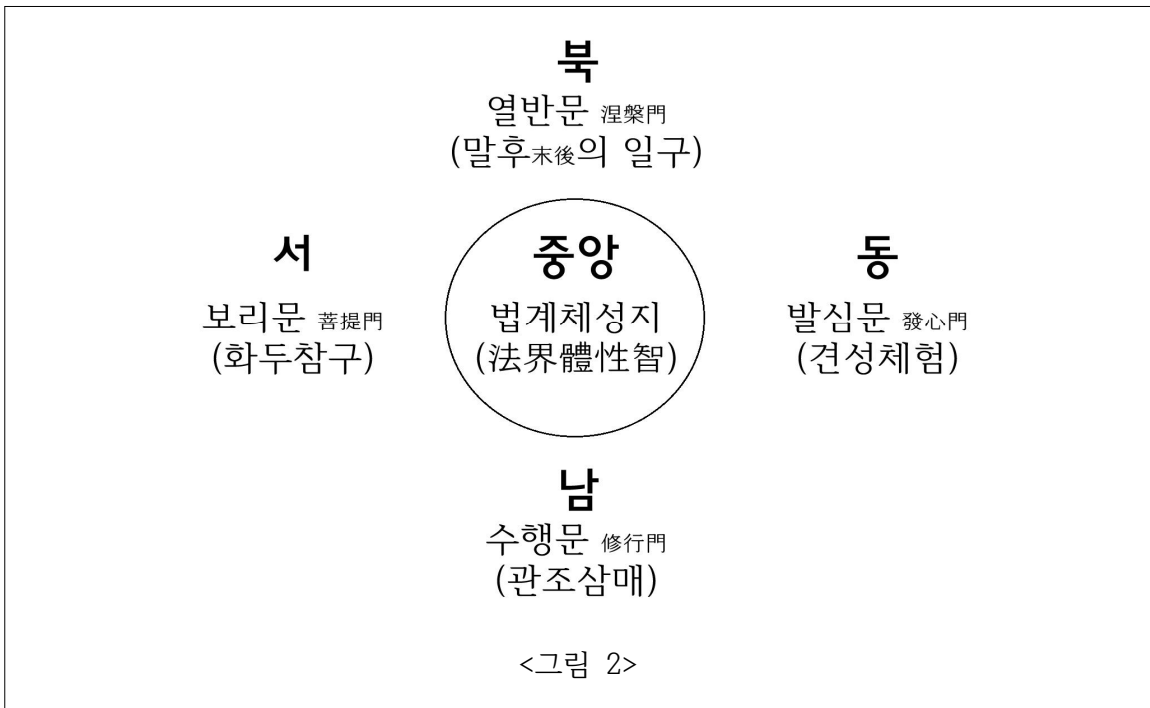 북
열반문 涅槃門
(말후末後의 일구)
서
보리문 菩提門
(화두참구)
중앙
법계체성지
(法界體性智)
동
발심문 發心門
(견성체험)
남
수행문 修行門
(관조삼매)
<그림 2>